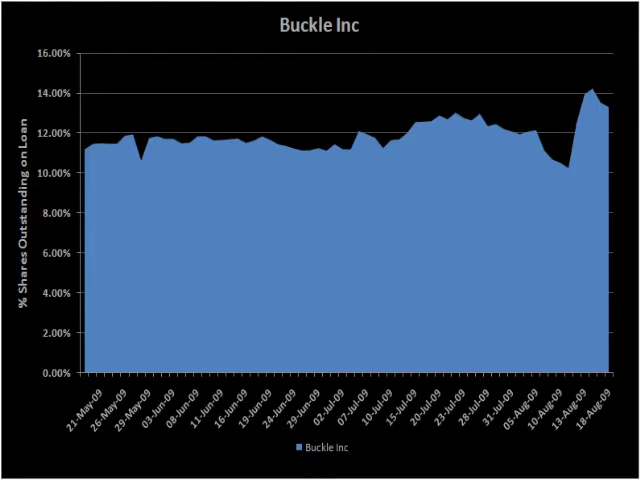 Buckle Inc
16.00%
14.00%
12.00%
10.00%
8.00%
6.00%
4.00%
2.00%
0.00%
% Shares Outstanding on Loan
21-May-09
26-May-09
29-May-09
03-Jun-09
08-Jun-09
11-Jun-09
16-Jun-09
19-Jun-09
24-Jun-09
29-Jun-09
02-Jul-09
07-Jul-09
10-Jul-09
15-Jul-09
20-Jul-09
23-Jul-09
28-Jul-09
31-Jul-09
05-Aug-09
10-Aug-09
13-Aug-09
18-Aug-09
Buckle Inc